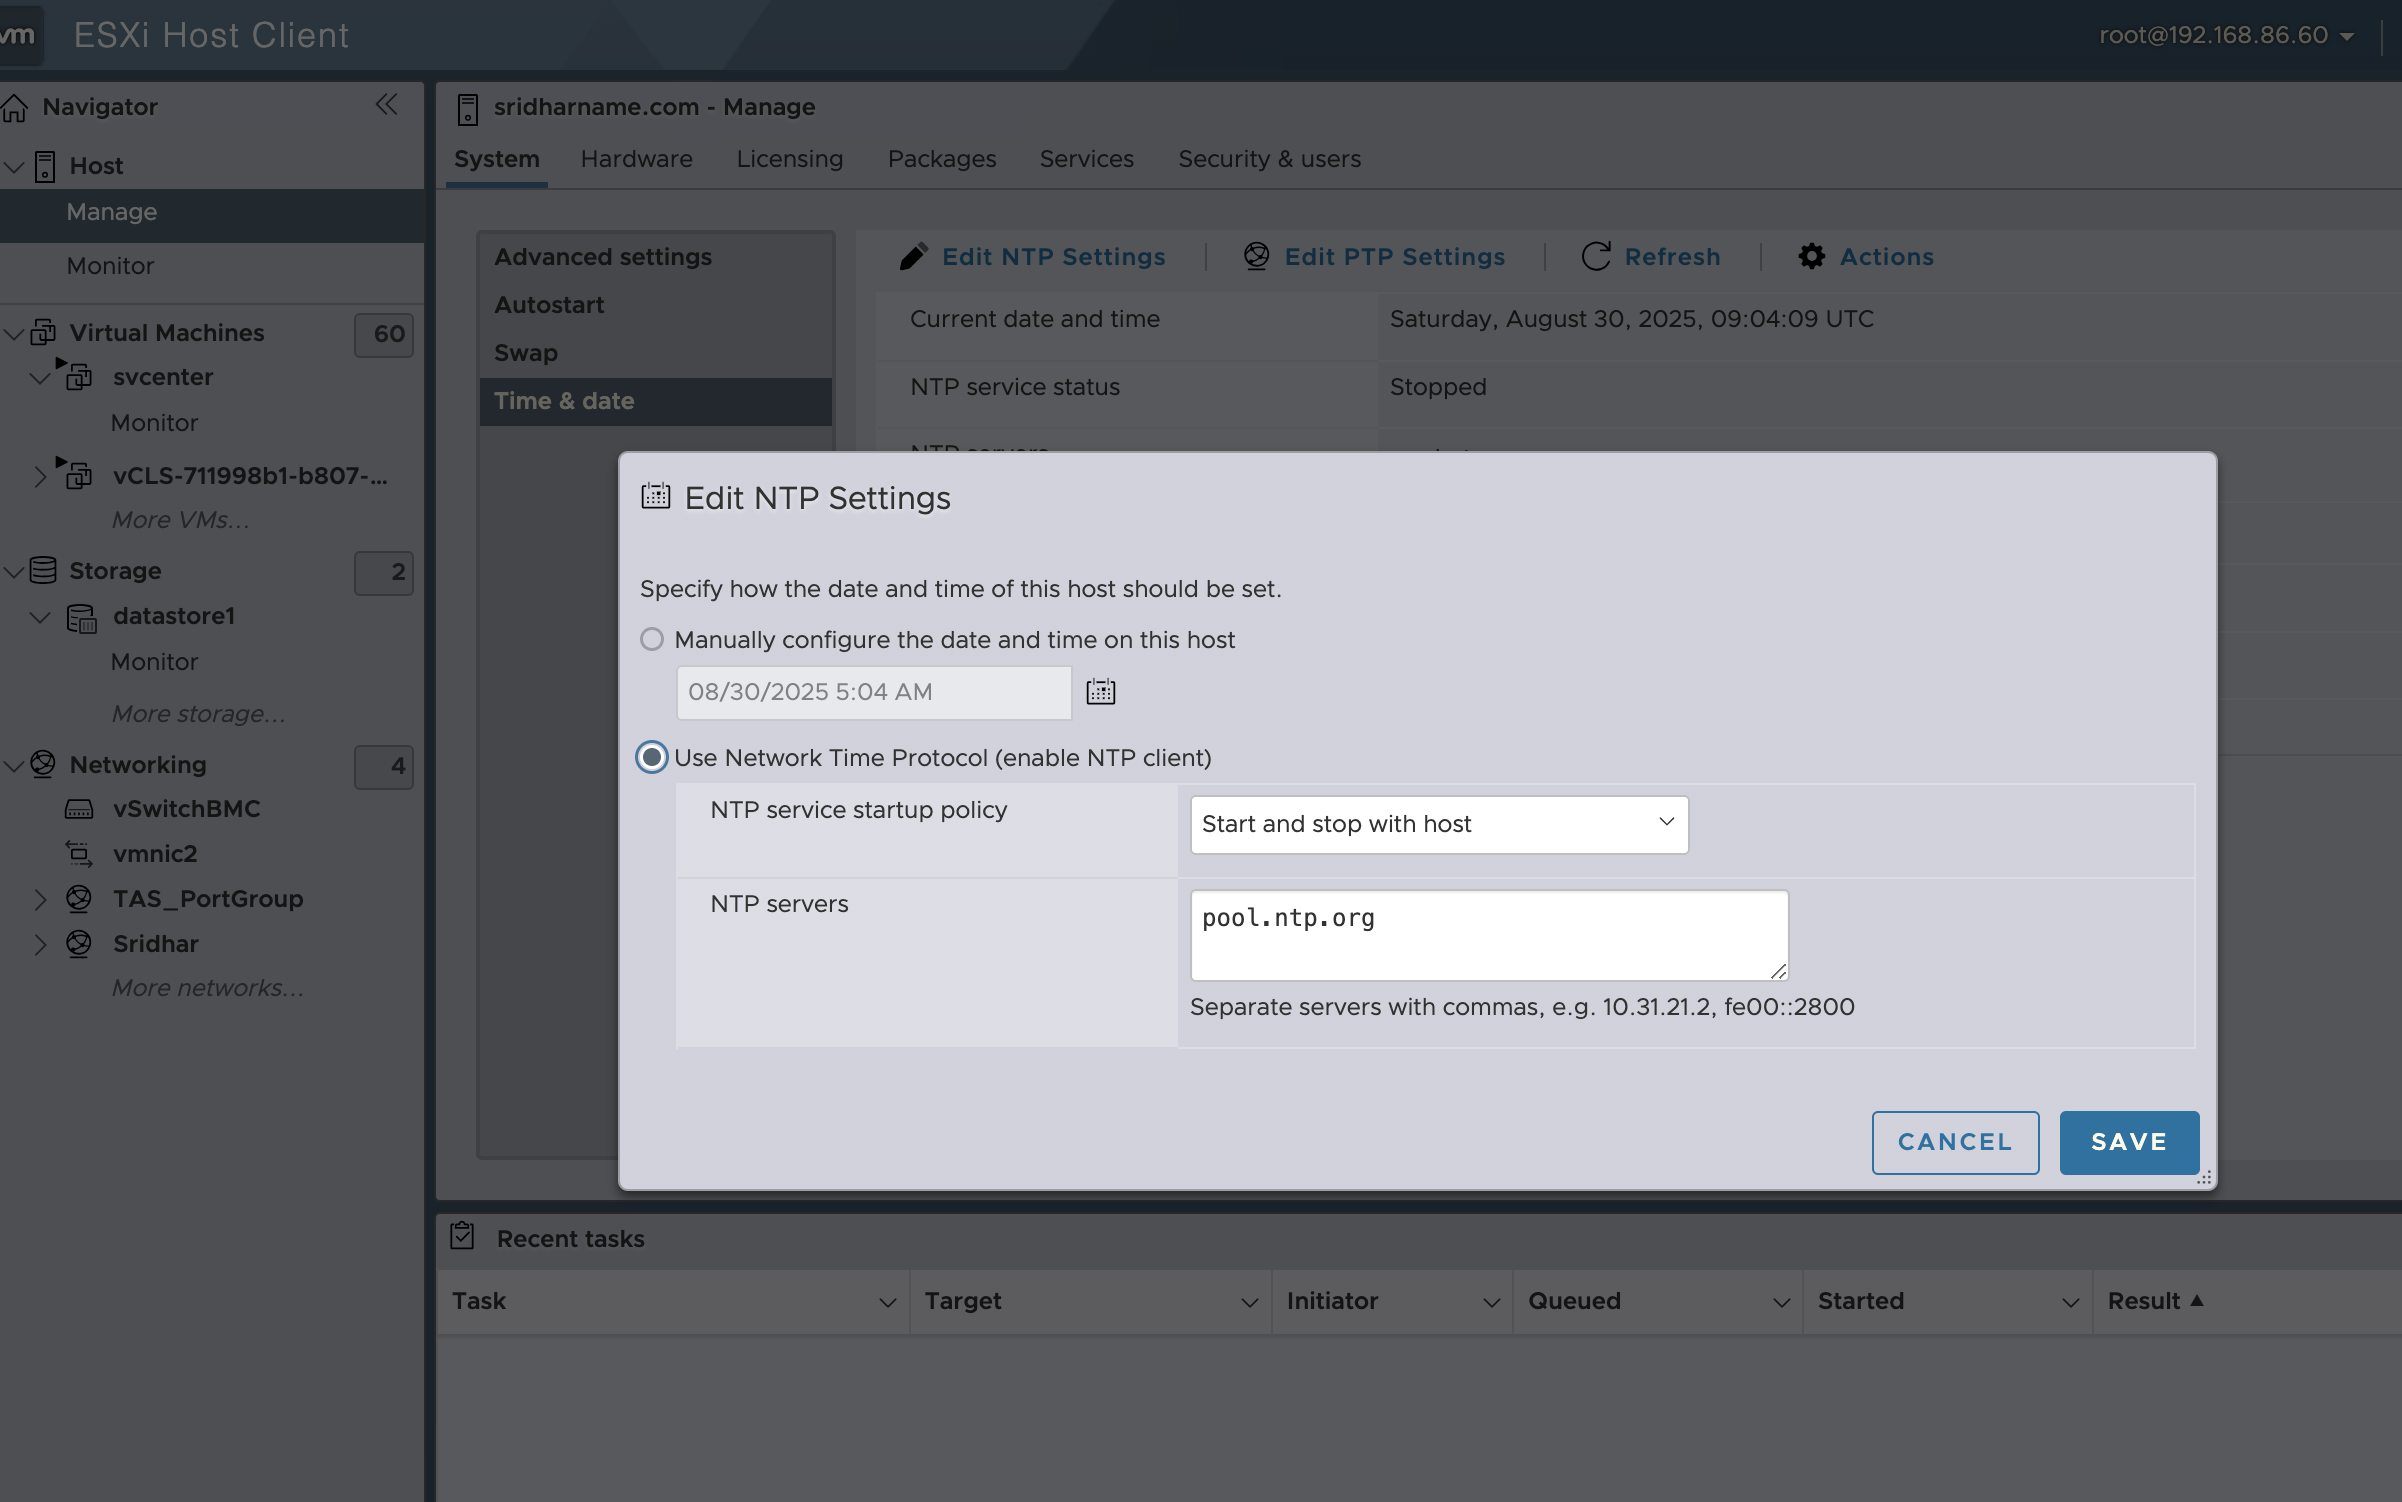 vm
ESXi Host Client
root@192.168.86.60
Navigator
Host
Manage
Monitor
Virtual Machines 60
svcenter
Monitor
vCLS-711998b1-b807-...
More VMs...
Storage 2
datastore1
Monitor
More storage...
Networking 4
vSwitchBMC
vmnic2
TAS_PortGroup
Sridhar
More networks...
sridharname.com - Manage
System Hardware Licensing Packages Services Security & users
Advanced settings
Autostart
Swap
Time & date
Edit NTP Settings Edit PTP Settings Refresh Actions
Current date and time Saturday, August 30, 2025, 09:04:09 UTC
NTP service status Stopped
NTP servers
Edit NTP Settings
Specify how the date and time of this host should be set.
Manually configure the date and time on this host
08/30/2025 5:04 AM
Use Network Time Protocol (enable NTP client)
NTP service startup policy Start and stop with host
NTP servers pool.ntp.org
Separate servers with commas, e.g. 10.31.21.2, fe00::2800
CANCEL SAVE
Recent tasks
Task Target Initiator Queued Started Result